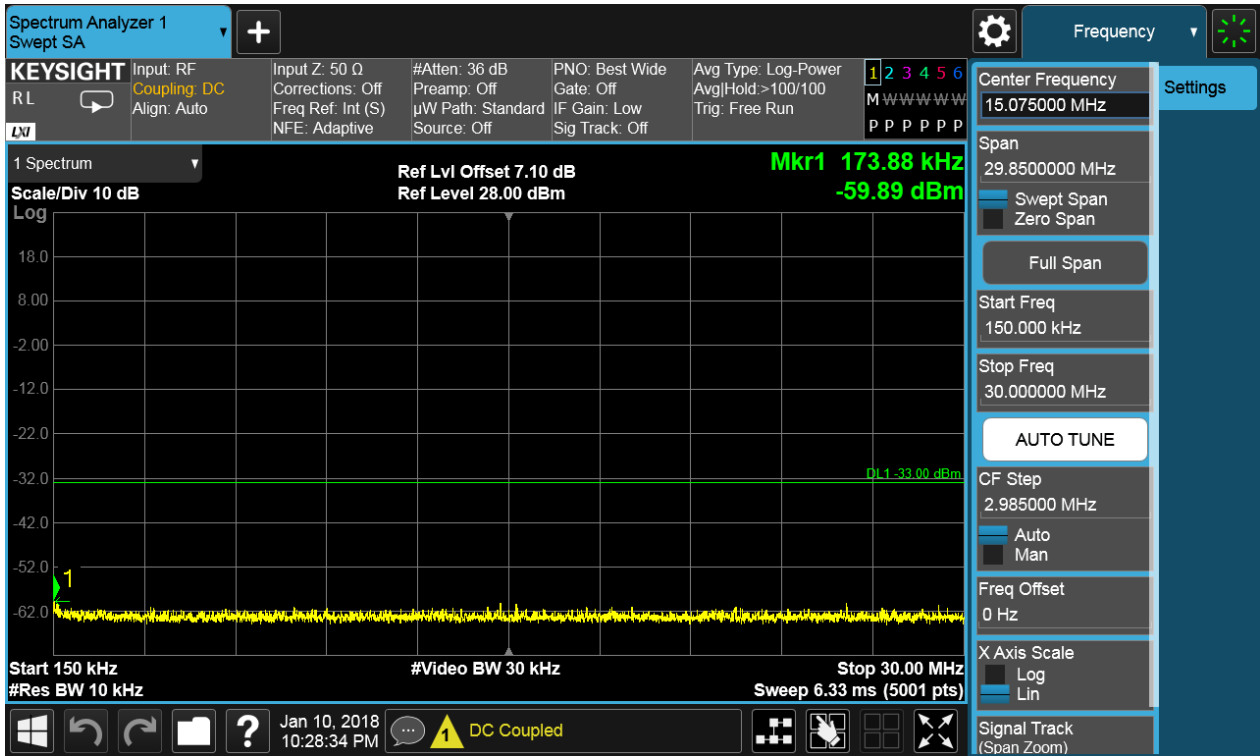 Spectrum Analyzer 1
Swept SA
+
Frequency
KEYSIGHT
RL
LXI
Input: RF
Coupling: DC
Align: Auto
Input Z: 50 Ω
Corrections: Off
Freq Ref: Int (S)
NFE: Adaptive
#Atten: 36 dB
Preamp: Off
µW Path: Standard
Source: Off
PNO: Best Wide
Gate: Off
IF Gain: Low
Sig Track: Off
Avg Type: Log-Power
Avg|Hold:>100/100
Trig: Free Run
1 2 3 4 5 6
M W W W W W
P P P P P P
1 Spectrum
Scale/Div 10 dB
Ref Lvl Offset 7.10 dB
Ref Level 28.00 dBm
Mkr1 173.88 kHz
-59.89 dBm
Log
18.0
8.00
-2.00
-12.0
-22.0
-32.0
DL1 -33.00 dBm
-42.0
-52.0
1
-62.0
Start 150 kHz
#Video BW 30 kHz
Stop 30.00 MHz
#Res BW 10 kHz
Sweep 6.33 ms (5001 pts)
Center Frequency
15.075000 MHz
Settings
Span
29.8500000 MHz
Swept Span
Zero Span
Full Span
Start Freq
150.000 kHz
Stop Freq
30.000000 MHz
AUTO TUNE
CF Step
2.985000 MHz
Auto
Man
Freq Offset
0 Hz
X Axis Scale
Log
Lin
Signal Track
(Span Zoom)
?
Jan 10, 2018
10:28:34 PM
1
DC Coupled